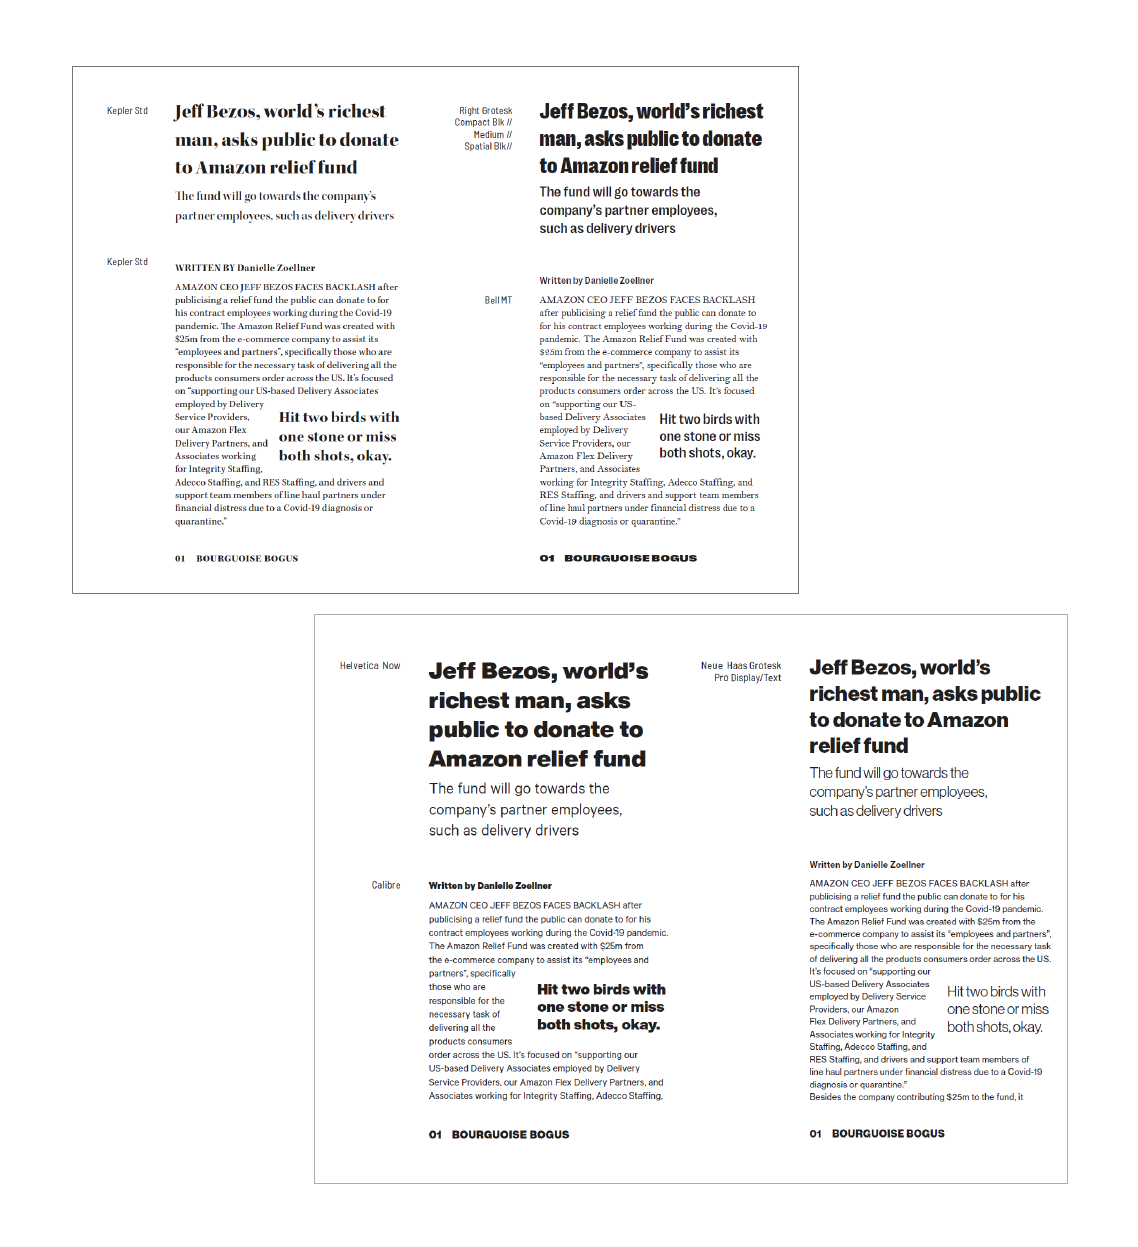 Kepler Std
Jeff Bezos, world's richest
man, asks public to donate
to Amazon relief fund
The fund will go towards the company's
partner employees, such as delivery drivers
Kepler Std
WRITTEN BY Danielle Zoellner
AMAZON CEO JEFF BEZOS FACES BACKLASH after
publicising a relief fund the public can donate to for
his contract employees working during the Covid-19
pandemic. The Amazon Relief Fund was created with
$25m from the e-commerce company to assist its
"employees and partners", specifically those who are
responsible for the necessary task of delivering all the
products consumers order across the US. It's focused
on "supporting our US-based Delivery Associates
employed by Delivery
Service Providers,
our Amazon Flex
Delivery Partners, and
Associates working
for Integrity Staffing,
Adecco Staffing, and RES Staffing, and drivers and
support team members of line haul partners under
financial distress due to a Covid-19 diagnosis or
quarantine."
Hit two birds with
one stone or miss
both shots, okay.
01 BOURGUOISE BOGUS
Right Grotesk
Compact Blk //
Medium //
Spatial Blk//
Jeff Bezos, world's richest
man, asks public to donate
to Amazon relief fund
The fund will go towards the
company's partner employees,
such as delivery drivers
Written by Danielle Zoellner
Bell MT
AMAZON CEO JEFF BEZOS FACES BACKLASH
after publicising a relief fund the public can donate to
for his contract employees working during the Covid-19
pandemic. The Amazon Relief Fund was created with
$25m from the e-commerce company to assist its
"employees and partners", specifically those who are
responsible for the necessary task of delivering all the
products consumers order across the US. It's focused
on "supporting our US-
based Delivery Associates
employed by Delivery
Service Providers, our
Amazon Flex Delivery
Partners, and Associates
working for Integrity Staffing, Adecco Staffing, and
RES Staffing, and drivers and support team members
of line haul partners under financial distress due to a
Covid-19 diagnosis or quarantine."
Hit two birds with
one stone or miss
both shots, okay.
01 BOURGUOISE BOGUS
Helvetica Now
Jeff Bezos, world's
richest man, asks
public to donate to
Amazon relief fund
The fund will go towards the
company's partner employees,
such as delivery drivers
Calibre
Written by Danielle Zoellner
AMAZON CEO JEFF BEZOS FACES BACKLASH after
publicising a relief fund the public can donate to for his
contract employees working during the Covid-19 pandemic.
The Amazon Relief Fund was created with $25m from
the e-commerce company to assist its "employees and
partners", specifically
those who are
responsible for the
necessary task of
delivering all the
products consumers
order across the US. It's focused on "supporting our
US-based Delivery Associates employed by Delivery
Service Providers, our Amazon Flex Delivery Partners, and
Associates working for Integrity Staffing, Adecco Staffing,
Hit two birds with
one stone or miss
both shots, okay.
01 BOURGUOISE BOGUS
Neue Haas Grotesk
Pro Display/Text
Jeff Bezos, world's
richest man, asks public
to donate to Amazon
relief fund
The fund will go towards the
company's partner employees,
such as delivery drivers
Written by Danielle Zoellner
AMAZON CEO JEFF BEZOS FACES BACKLASH after
publicising a relief fund the public can donate to for his
contract employees working during the Covid-19 pandemic.
The Amazon Relief Fund was created with $25m from the
e-commerce company to assist its "employees and partners",
specifically those who are responsible for the necessary task
of delivering all the products consumers order across the US.
It's focused on "supporting our
US-based Delivery Associates
employed by Delivery Service
Providers, our Amazon
Flex Delivery Partners, and
Associates working for Integrity
Staffing, Adecco Staffing, and
RES Staffing, and drivers and support team members of
line haul partners under financial distress due to a Covid-19
diagnosis or quarantine."
Besides the company contributing $25m to the fund, it
Hit two birds with
one stone or miss
both shots, okay.
01 BOURGUOISE BOGUS